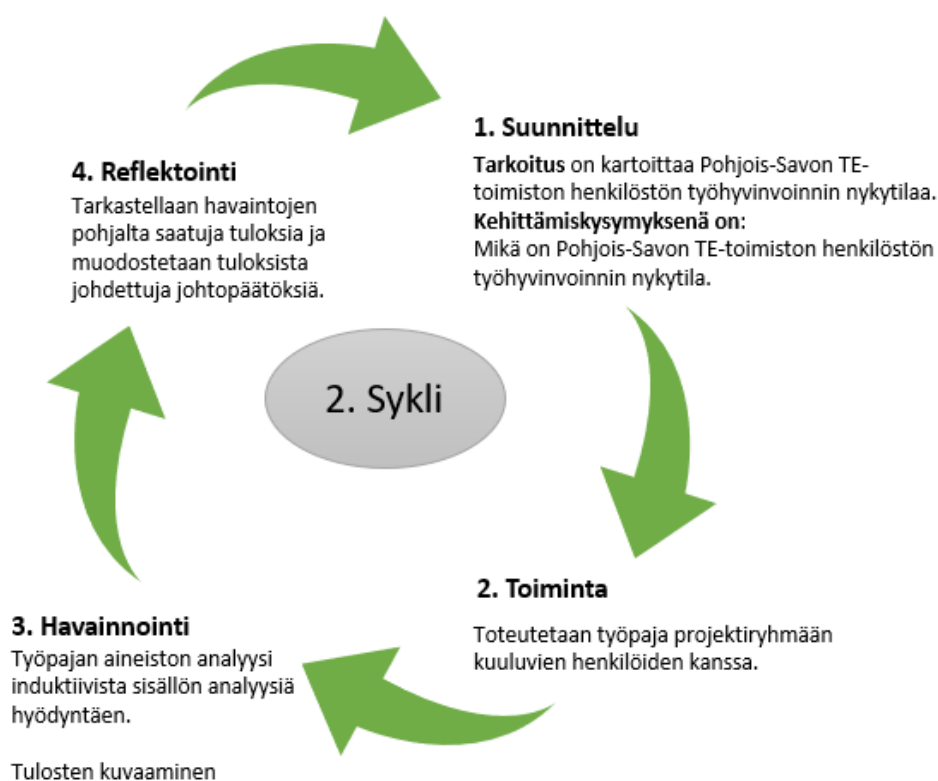 1. Suunnittelu
Tarkoitus on kartoittaa Pohjois-Savon TE-
toimiston henkilöstön työhyvinvoinnin nykytilaa.
Kehittämiskysymyksenä on:
Mikä on Pohjois-Savon TE-toimiston henkilöstön
työhyvinvoinnin nykytila.
2. Toiminta
Toteutetaan työpaja projektiryhmään
kuuluvien henkilöiden kanssa.
3. Havainnointi
Työpajan aineiston analyysi
induktiivista sisällön analyysiä
hyödyntäen.
Tulosten kuvaaminen
4. Reflektointi
Tarkastellaan havaintojen
pohjalta saatuja tuloksia ja
muodostetaan tuloksista
johdettuja johtopäätöksiä.
2. Sykli